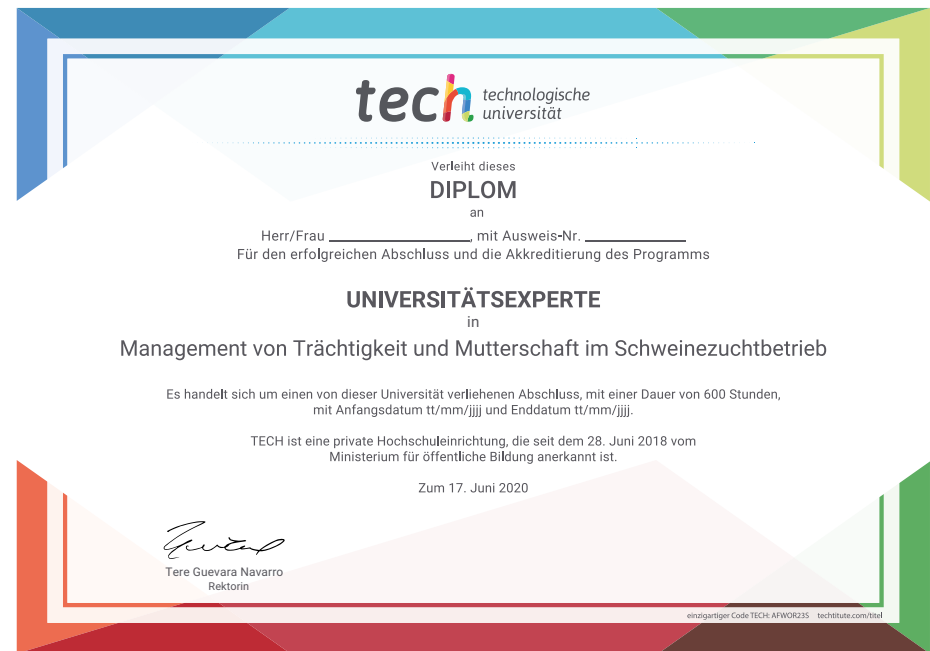 tech technologische
universität
Verleiht dieses
DIPLOM
an
Herr/Frau ____________, mit Ausweis-Nr. ____________
Für den erfolgreichen Abschluss und die Akkreditierung des Programms
UNIVERSITÄTSEXPERTE
in
Management von Trächtigkeit und Mutterschaft im Schweinezuchtbetrieb
Es handelt sich um einen von dieser Universität verliehenen Abschluss, mit einer Dauer von 600 Stunden,
mit Anfangsdatum tt/mm/jjjj und Enddatum tt/mm/jjjj.
TECH ist eine private Hochschuleinrichtung, die seit dem 28. Juni 2018 vom
Ministerium für öffentliche Bildung anerkannt ist.
Zum 17. Juni 2020
Tere Guevara Navarro
Rektorin
einzigartiger Code TECH: AFWOR23S techtitute.com/titel